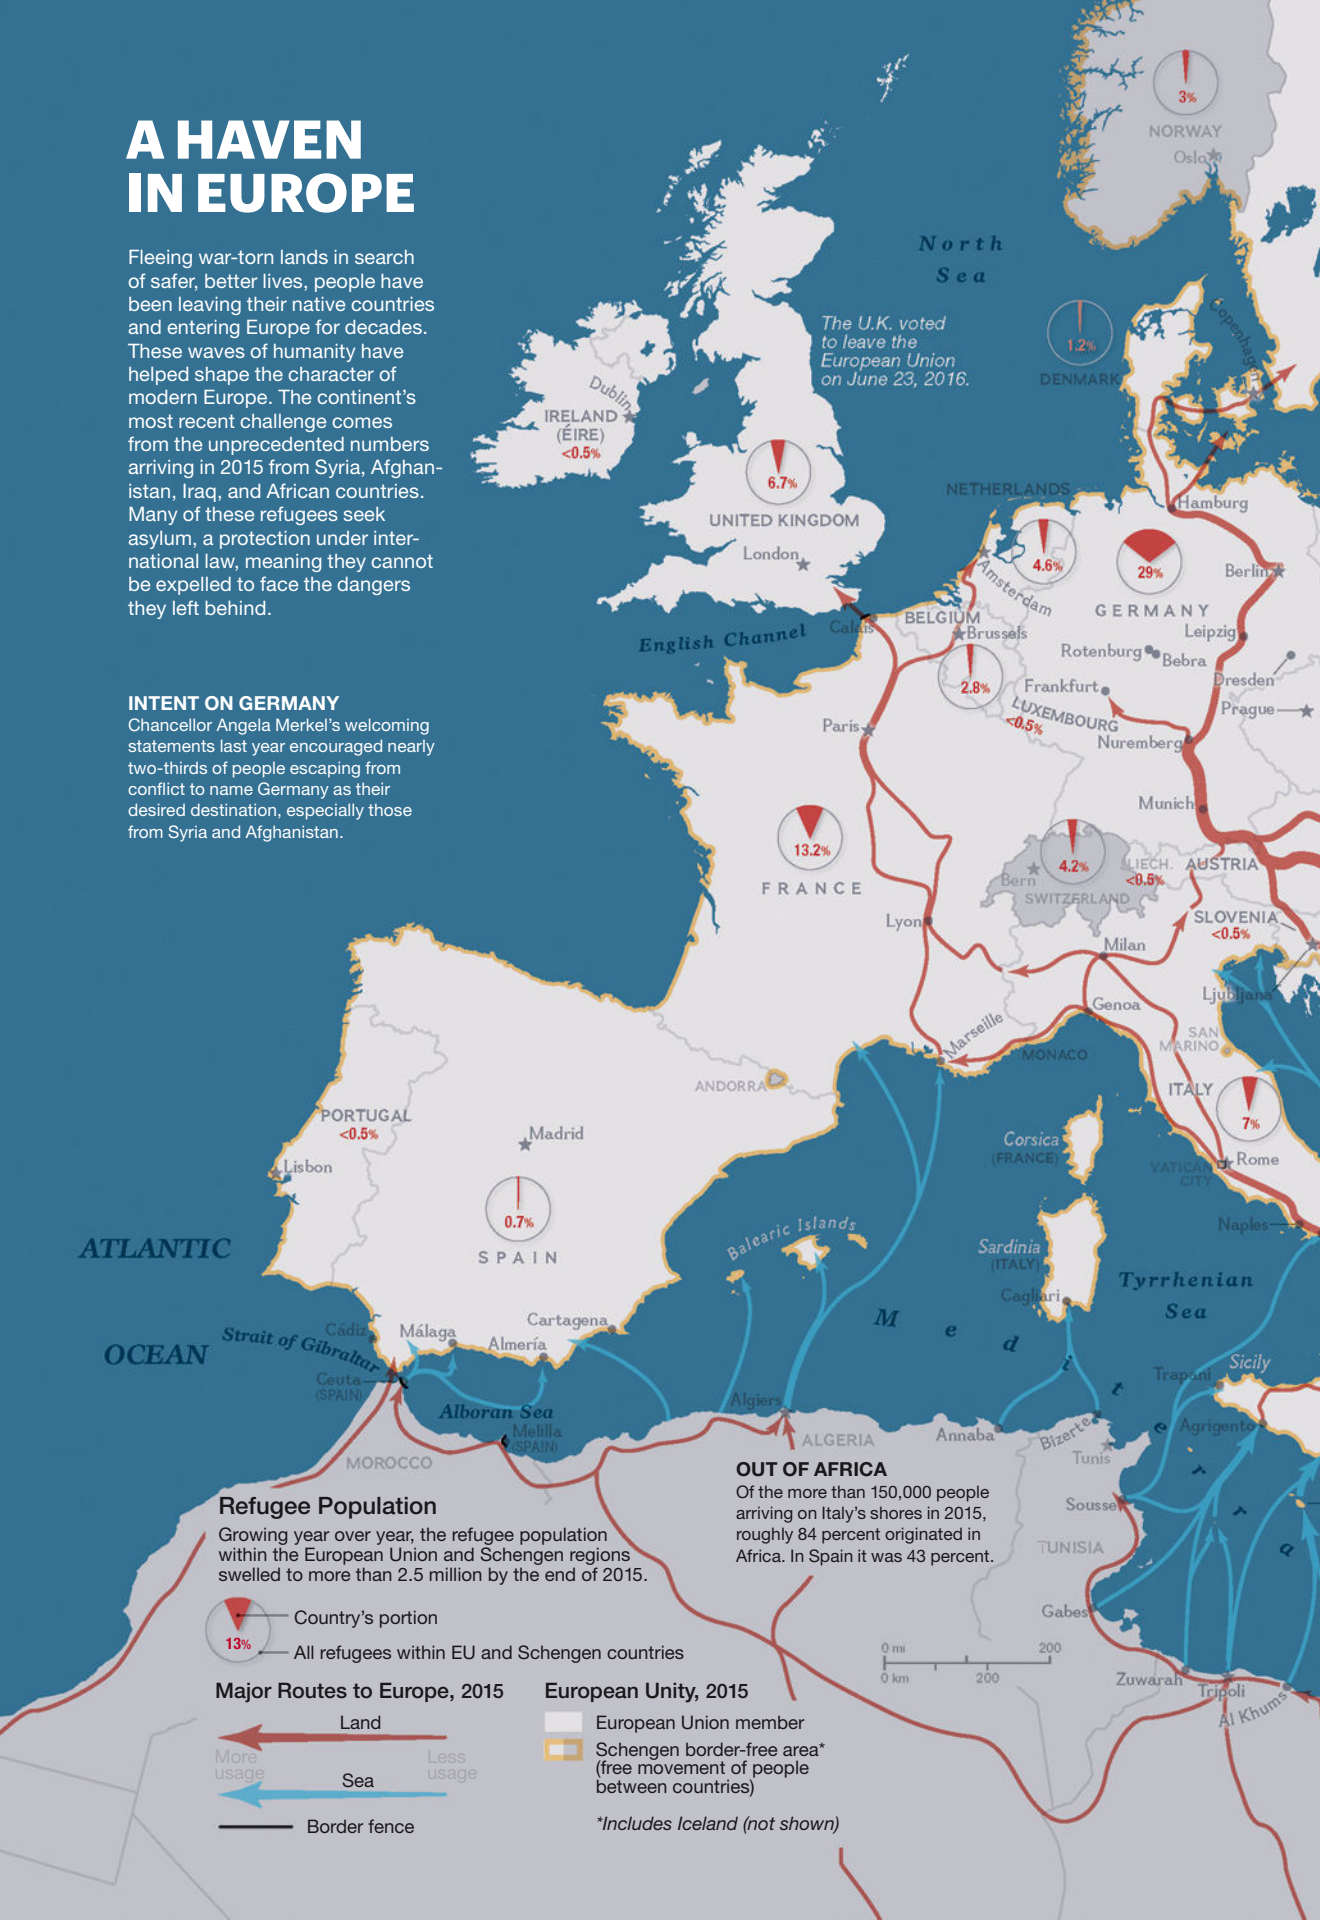 A HAVEN
IN EUROPE
Fleeing war-torn lands in search
of safer, better lives, people have
been leaving their native countries
and entering Europe for decades.
These waves of humanity have
helped shape the character of
modern Europe. The continent's
most recent challenge comes
from the unprecedented numbers
arriving in 2015 from Syria, Afghan-
istan, Iraq, and African countries.
Many of these refugees seek
asylum, a protection under inter-
national law, meaning they cannot
be expelled to face the dangers
they left behind.
INTENT ON GERMANY
Chancellor Angela Merkel's welcoming
statements last year encouraged nearly
two-thirds of people escaping from
conflict to name Germany as their
desired destination, especially those
from Syria and Afghanistan.
3%
NORWAY
Oslo
North
Sea
The U.K. voted
to leave the
European Union
on June 23, 2016.
1.2%
DENMARK
Copenhagen
Dublin
IRELAND
(ÉIRE)
<0.5%
6.7%
UNITED KINGDOM
London
NETHERLANDS
4.6%
Amsterdam
Hamburg
29%
GERMANY
Berlin
English Channel
Calais
BELGIUM
Brussels
2.8%
Leipzig
Rotenburg
Bebra
Dresden
Frankfurt
LUXEMBOURG
<0.5%
Prague
Paris
Nuremberg
Munich
13.2%
FRANCE
4.2%
Bern
SWITZERLAND
LIECH.
<0.5%
AUSTRIA
SLOVENIA
<0.5%
Lyon
Milan
Ljubljana
Genoa
Marseille
MONACO
SAN
MARINO
ANDORRA
ITALY
7%
PORTUGAL
<0.5%
Madrid
Lisbon
Corsica
(FRANCE)
VATICAN
CITY
Rome
0.7%
SPAIN
ATLANTIC
OCEAN
Balearic Islands
Sardinia
(ITALY)
Cagliari
Naples
Tyrrhenian
Sea
Mediterra
Strait of Gibraltar
Cádiz
Málaga
Almería
Cartagena
Ceuta
(SPAIN)
Alboran Sea
Melilla
(SPAIN)
Algiers
Annaba
Bizerte
Tunis
Trapani
Sicily
Agrigento
MOROCCO
ALGERIA
OUT OF AFRICA
Of the more than 150,000 people
arriving on Italy's shores in 2015,
roughly 84 percent originated in
Africa. In Spain it was 43 percent.
Sousse
TUNISIA
Gabes
Zuwarah
Tripoli
Al Khums
0 mi
200
0 km
200
Refugee Population
Growing year over year, the refugee population
within the European Union and Schengen regions
swelled to more than 2.5 million by the end of 2015.
13%
Country's portion
All refugees within EU and Schengen countries
Major Routes to Europe, 2015
Land
More
usage
Less
usage
Sea
Border fence
European Unity, 2015
European Union member
Schengen border-free area*
(free movement of people
between countries)
*Includes Iceland (not shown)